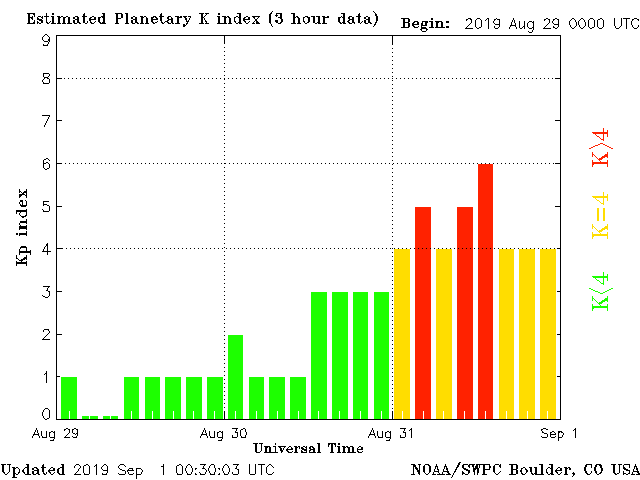 Estimated Planetary K index (3 hour data) Begin: 2019 Aug 29 0000 UTC
9
8
7
6
5
4
3
2
1
0
Kp index
K>4
K=4
K<4
Aug 29 Aug 30 Aug 31 Sep 1
Universal Time
Updated 2019 Sep 1 00:30:03 UTC NOAA/SWPC Boulder, CO USA